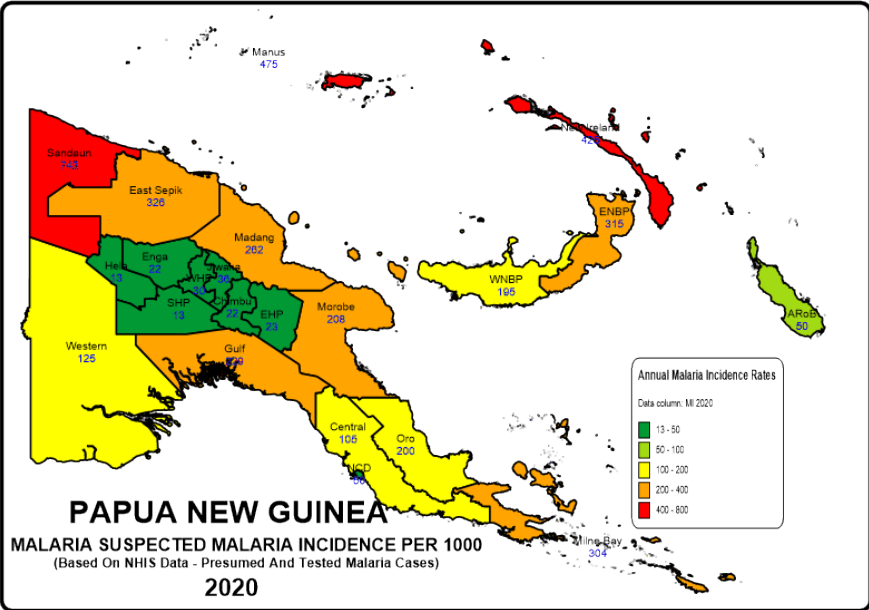 Manus
475
New Ireland
Sandaun
East Sepik
326
ENBP
315
Madang
262
Enga
22
Hela
13
Jiwaka
36
WHP
30
WNBP
195
SHP
13
Chimbu
22
EHP
23
Morobe
208
ARoB
50
Western
125
Gulf
Central
105
Oro
200
NCD
Milne Bay
304
Annual Malaria Incidence Rates
Data column: MI 2020
13 - 50
50 - 100
100 - 200
200 - 400
400 - 800
PAPUA NEW GUINEA
MALARIA SUSPECTED MALARIA INCIDENCE PER 1000
(Based On NHIS Data - Presumed And Tested Malaria Cases)
2020